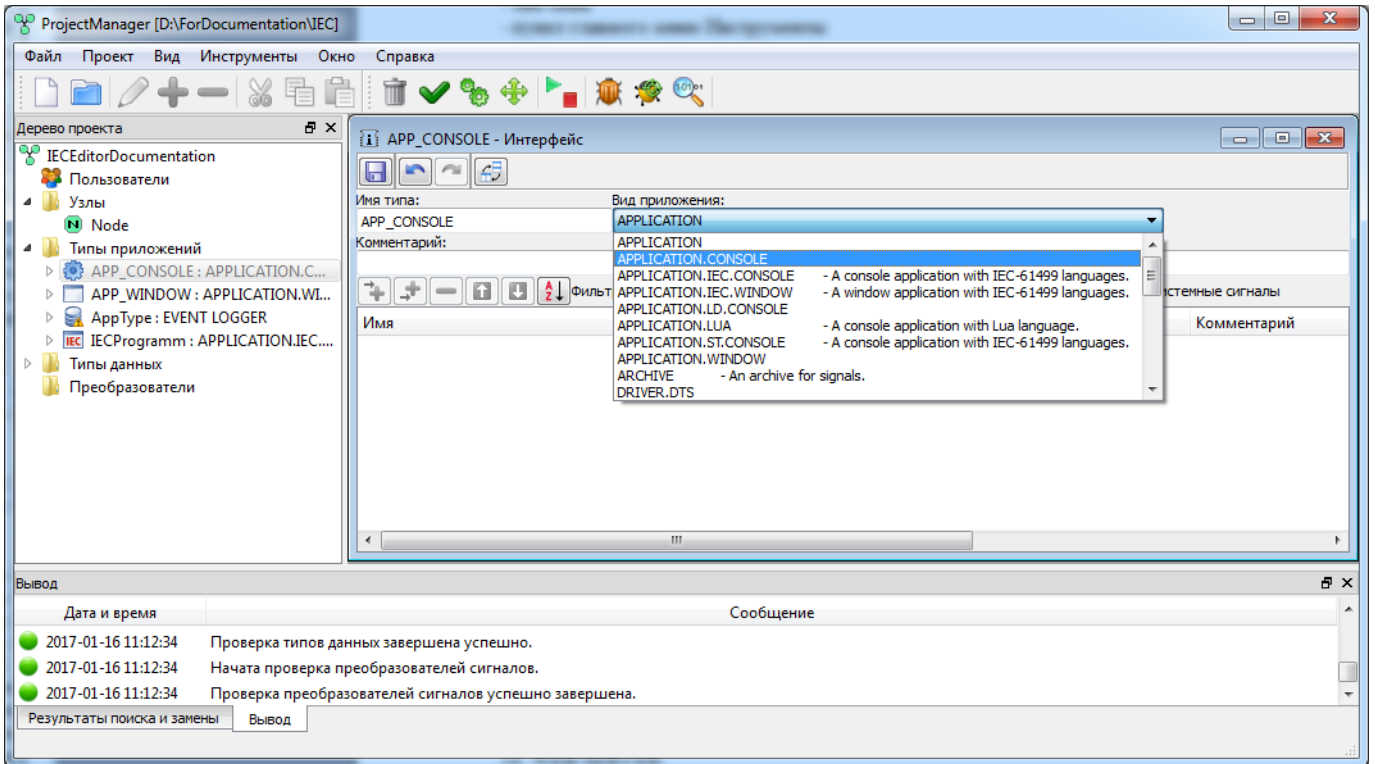 ProjectManager [D:\ForDocumentation\IEC]
Файл Проект Вид Инструменты Окно Справка
Дерево проекта
IECEditorDocumentation
Пользователи
Узлы
Node
Типы приложений
APP_CONSOLE : APPLICATION.C...
APP_WINDOW : APPLICATION.WI...
AppType : EVENT LOGGER
IECProgramm : APPLICATION.IEC....
Типы данных
Преобразователи
APP_CONSOLE - Интерфейс
Имя типа: Вид приложения:
APP_CONSOLE APPLICATION
Комментарий:
APPLICATION
APPLICATION.CONSOLE
APPLICATION.IEC.CONSOLE - A console application with IEC-61499 languages.
APPLICATION.IEC.WINDOW - A window application with IEC-61499 languages.
APPLICATION.LD.CONSOLE
APPLICATION.LUA - A console application with Lua language.
APPLICATION.ST.CONSOLE - A console application with IEC-61499 languages.
APPLICATION.WINDOW
ARCHIVE - An archive for signals.
DRIVER.DTS
Фильт стемные сигналы
Имя Комментарий
Вывод
Дата и время Сообщение
2017-01-16 11:12:34 Проверка типов данных завершена успешно.
2017-01-16 11:12:34 Начата проверка преобразователей сигналов.
2017-01-16 11:12:34 Проверка преобразователей сигналов успешно завершена.
Результаты поиска и замены Вывод